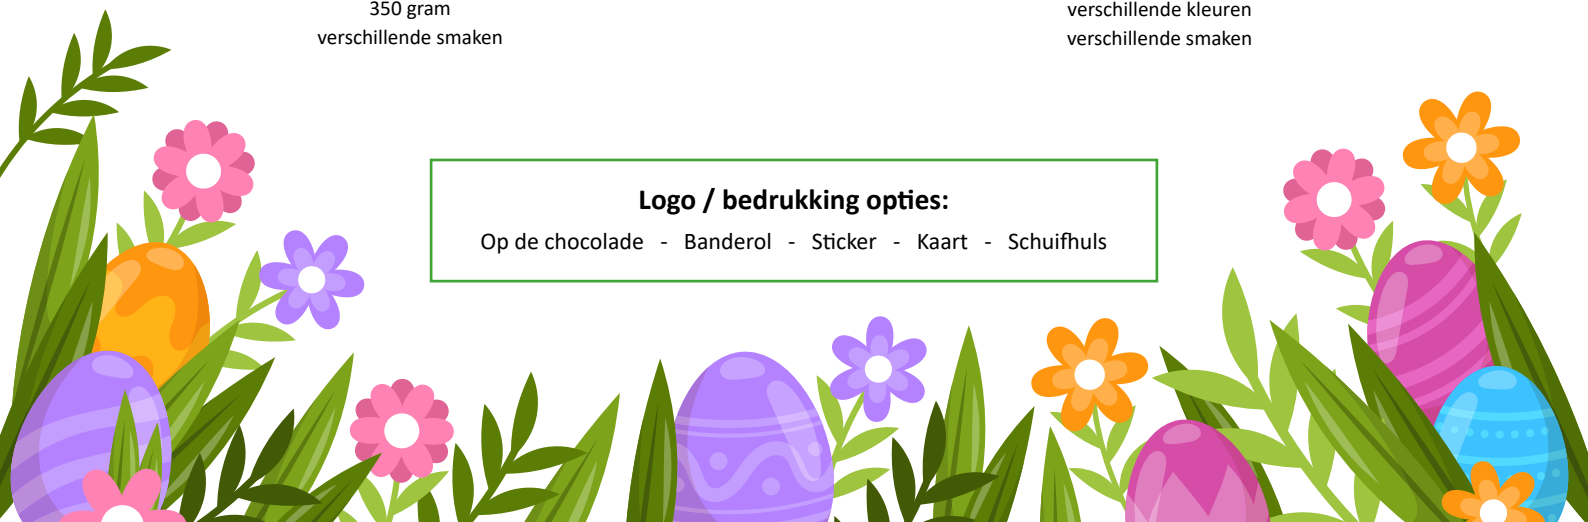 350 gram
verschillende smaken
verschillende kleuren
verschillende smaken
Logo / bedrukking opties:
Op de chocolade - Banderol - Sticker - Kaart - Schuifhuls